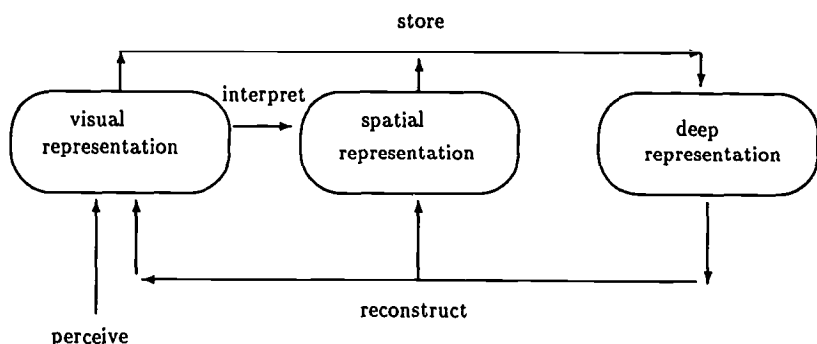 store
interpret
visual
representation
spatial
representation
deep
representation
reconstruct
perceive